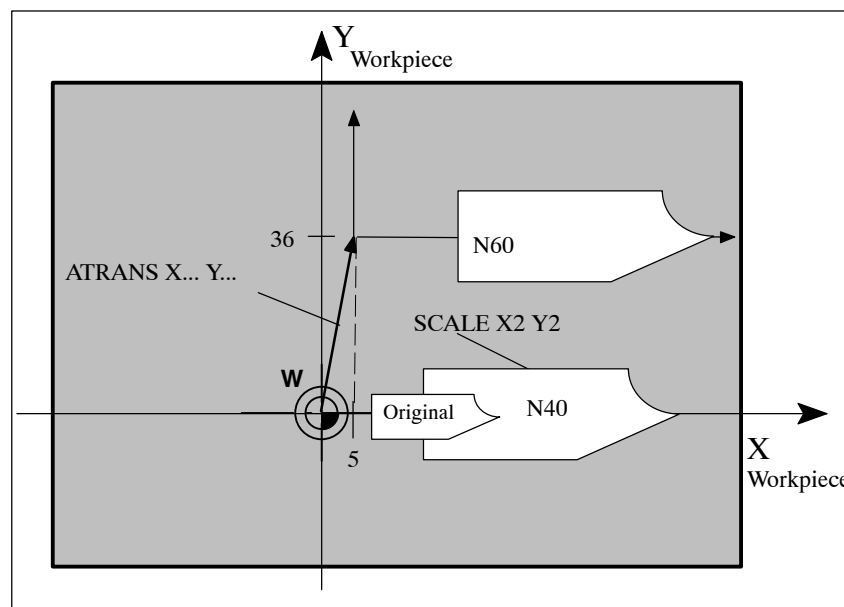 Y
Workpiece
36
N60
ATRANS X... Y...
SCALE X2 Y2
W
Original
N40
5
X
Workpiece